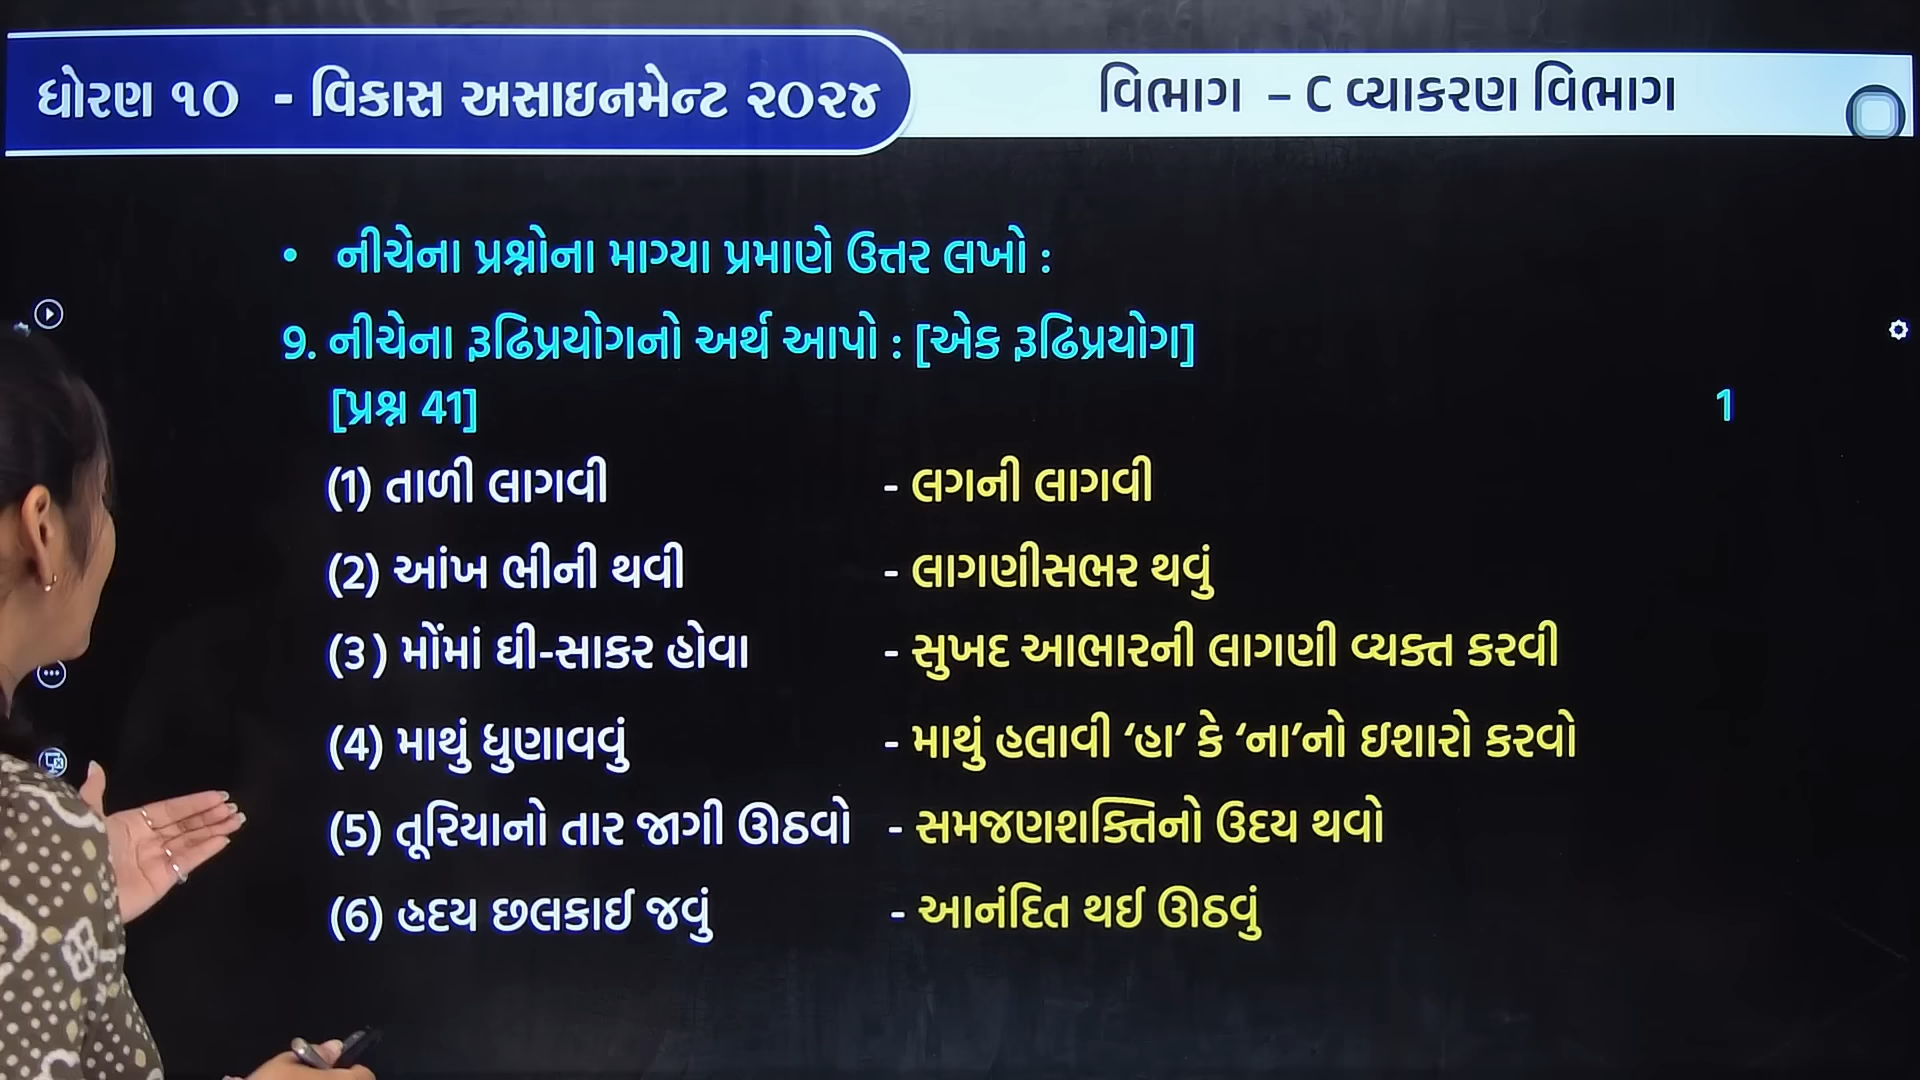 ધોરણ ૧૦ - વિકાસ અસાઇનમેન્ટ ૨૦૨૪
વિભાગ – C વ્યાકરણ વિભાગ
• નીચેના પ્રશ્નોના માગ્યા પ્રમાણે ઉત્તર લખો :
9. નીચેના રૂઢિપ્રયોગનો અર્થ આપો : [એક રૂઢિપ્રયોગ]
[પ્રશ્ન 41] 1
(1) તાળી લાગવી - લગની લાગવી
(2) આંખ ભીની થવી - લાગણીસભર થવું
(૩) મોંમાં ઘી-સાકર હોવા - સુખદ આભારની લાગણી વ્યક્ત કરવી
(4) માથું ધુણાવવું - માથું હલાવી ‘હા’ કે ‘ના’નો ઇશારો કરવો
(5) તૂરિયાનો તાર જાગી ઊઠવો - સમજણશક્તિનો ઉદય થવો
(6) હૃદય છલકાઈ જવું - આનંદિત થઈ ઊઠવું